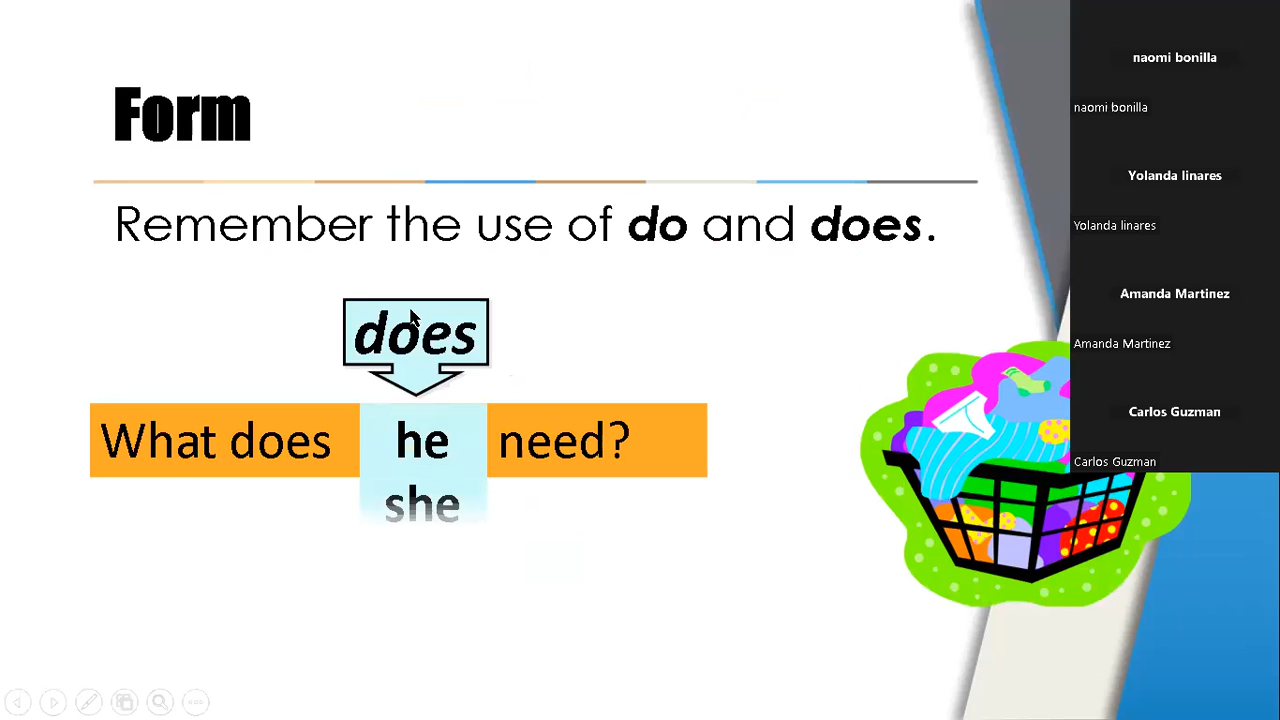 Form
Remember the use of do and does.
does
What does he need?
she
naomi bonilla
naomi bonilla
Yolanda linares
Yolanda linares
Amanda Martinez
Amanda Martinez
Carlos Guzman
Carlos Guzman